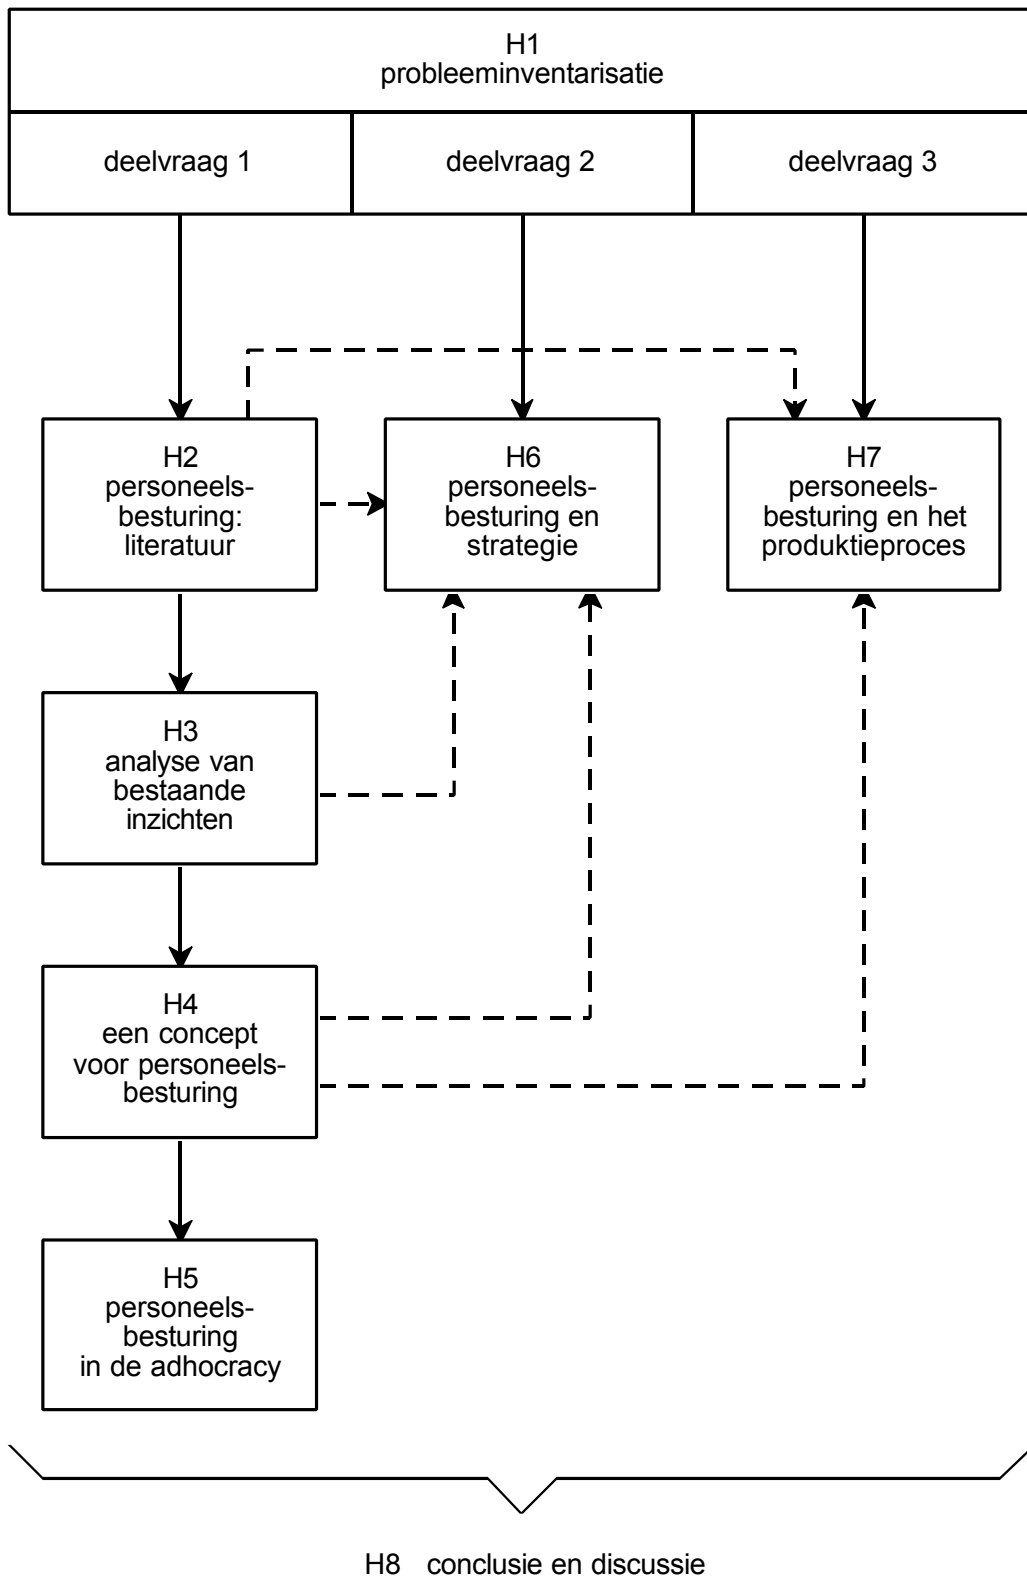 H1
probleeminventarisatie
deelvraag 1
deelvraag 2
deelvraag 3
H2
personeels-
besturing:
literatuur
H6
personeels-
besturing en
strategie
H7
personeels-
besturing en het
produktieproces
H3
analyse van
bestaande
inzichten
H4
een concept
voor personeels-
besturing
H5
personeels-
besturing
in de adhocracy
H8 conclusie en discussie